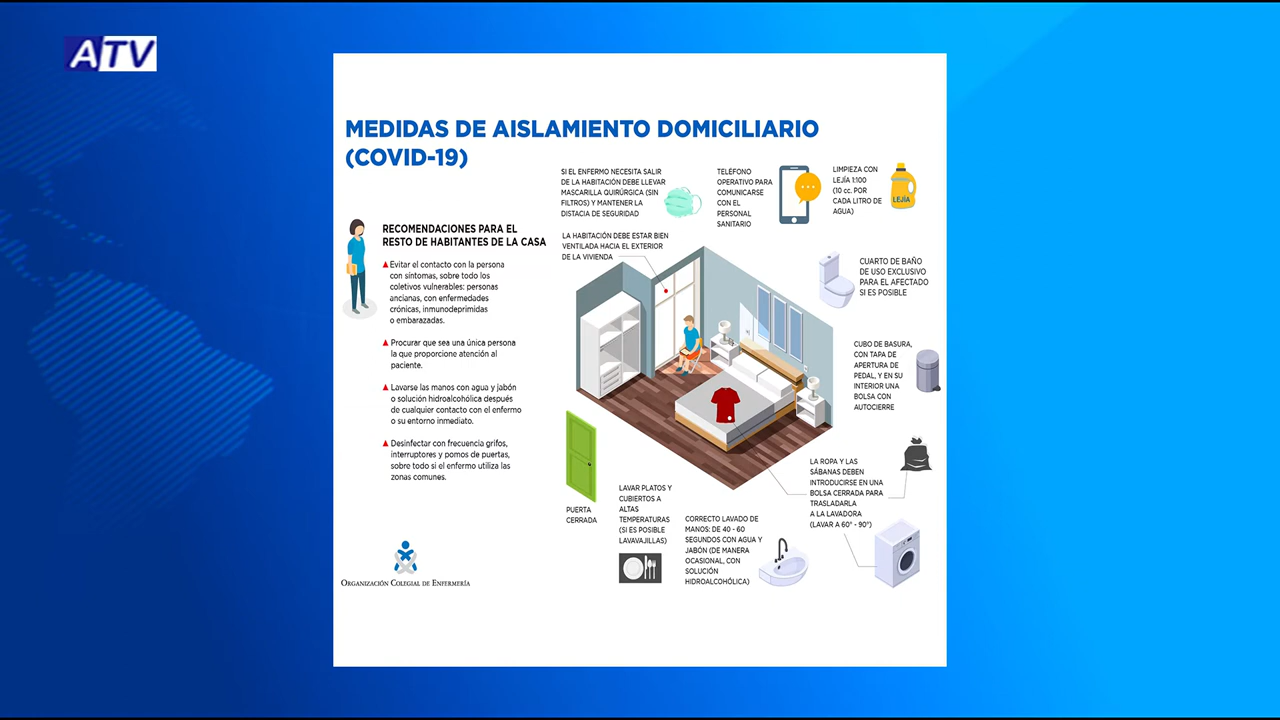 ATV
MEDIDAS DE AISLAMIENTO DOMICILIARIO
(COVID-19)
RECOMENDACIONES PARA EL
RESTO DE HABITANTES DE LA CASA
Evitar el contacto con la persona
con síntomas, sobre todo los
coletivos vulnerables: personas
ancianas, con enfermedades
crónicas, inmunodeprimidas
o embarazadas.
Procurar que sea una única persona
la que proporcione atención al
paciente.
Lavarse las manos con agua y jabón
o solución hidroalcohólica después
de cualquier contacto con el enfermo
o su entorno inmediato.
Desinfectar con frecuencia grifos,
interruptores y pomos de puertas,
sobre todo si el enfermo utiliza las
zonas comunes.
ORGANIZACIÓN COLEGIAL DE ENFERMERÍA
SI EL ENFERMO NECESITA SALIR
DE LA HABITACIÓN DEBE LLEVAR
MASCARILLA QUIRÚRGICA (SIN
FILTROS) Y MANTENER LA
DISTACIA DE SEGURIDAD
TELÉFONO
OPERATIVO PARA
COMUNICARSE
CON EL
PERSONAL
SANITARIO
LIMPIEZA CON
LEJÍA 1:100
(10 cc. POR
CADA LITRO DE
AGUA)
LEJÍA
LA HABITACIÓN DEBE ESTAR BIEN
VENTILADA HACIA EL EXTERIOR
DE LA VIVIENDA
CUARTO DE BAÑO
DE USO EXCLUSIVO
PARA EL AFECTADO
SI ES POSIBLE
CUBO DE BASURA,
CON TAPA DE
APERTURA DE
PEDAL, Y EN SU
INTERIOR UNA
BOLSA CON
AUTOCIERRE
LA ROPA Y LAS
SÁBANAS DEBEN
INTRODUCIRSE EN UNA
BOLSA CERRADA PARA
TRASLADARLA
A LA LAVADORA
(LAVAR A 60° - 90°)
PUERTA
CERRADA
LAVAR PLATOS Y
CUBIERTOS A
ALTAS
TEMPERATURAS
(SI ES POSIBLE
LAVAVAJILLAS)
CORRECTO LAVADO DE
MANOS: DE 40 - 60
SEGUNDOS CON AGUA Y
JABÓN (DE MANERA
OCASIONAL, CON
SOLUCIÓN
HIDROALCOHÓLICA)